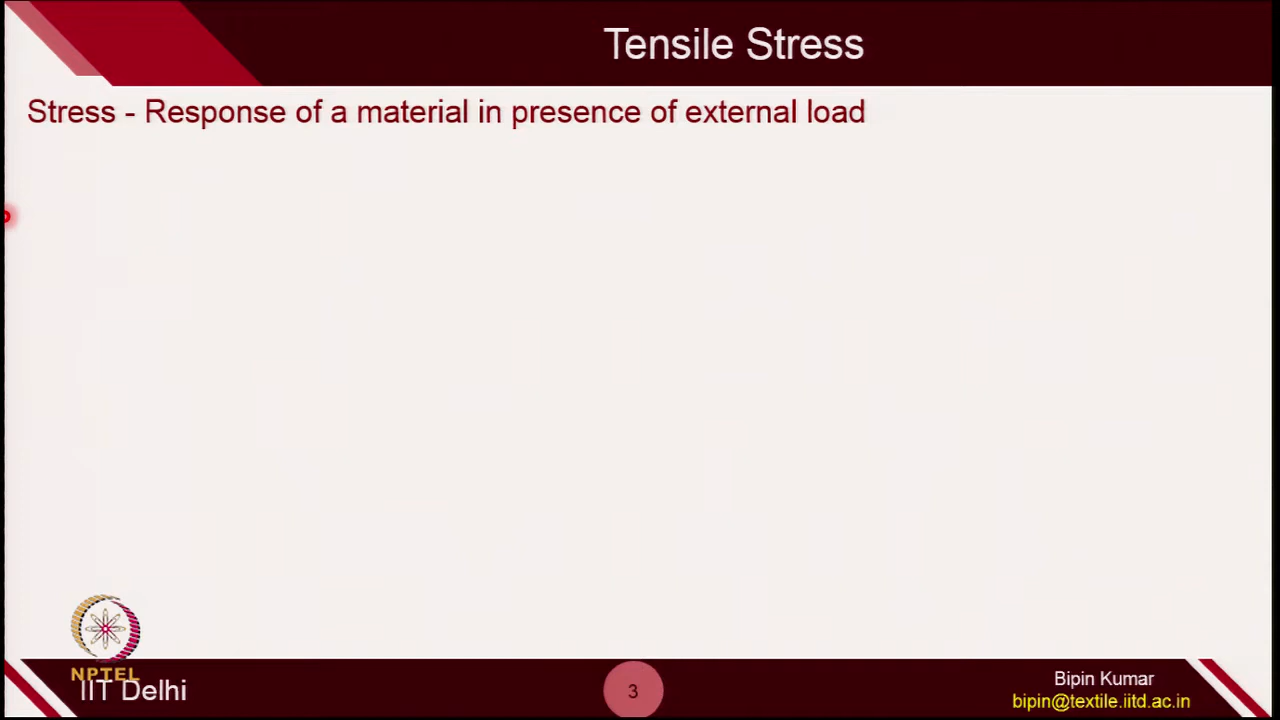 Tensile Stress
Stress - Response of a material in presence of external load
NPTEL
IIT Delhi
3
Bipin Kumar
bipin@textile.iitd.ac.in